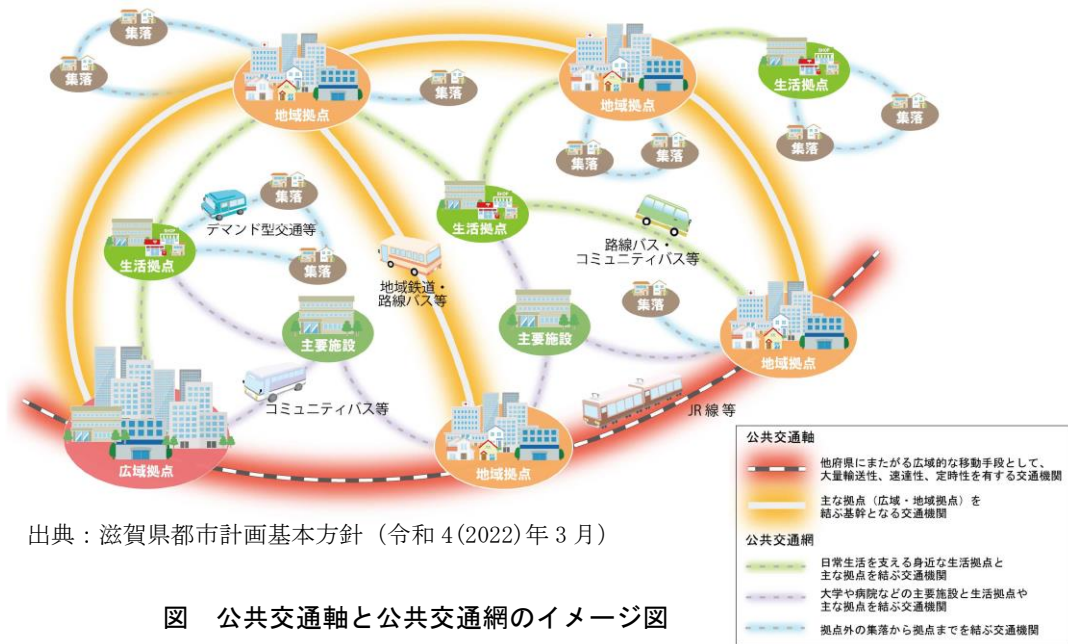 集落
集落
地域拠点
集落
地域拠点
SHOP
生活拠点
集落
集落
集落
集落
集落
デマンド型交通等
SHOP
生活拠点
集落
SHOP
生活拠点
路線バス・
コミュニティバス等
地域鉄道・
路線バス等
集落
主要施設
主要施設
地域拠点
コミュニティバス等
JR線等
広域拠点
地域拠点
出典：滋賀県都市計画基本方針（令和4(2022)年3月）
図　公共交通軸と公共交通網のイメージ図
公共交通軸
他府県にまたがる広域的な移動手段として、
大量輸送性、速達性、定時性を有する交通機関
主な拠点（広域・地域拠点）を
結ぶ基幹となる交通機関
公共交通網
日常生活を支える身近な生活拠点と
主な拠点を結ぶ交通機関
大学や病院などの主要施設と生活拠点や
主な拠点を結ぶ交通機関
拠点外の集落から拠点までを結ぶ交通機関